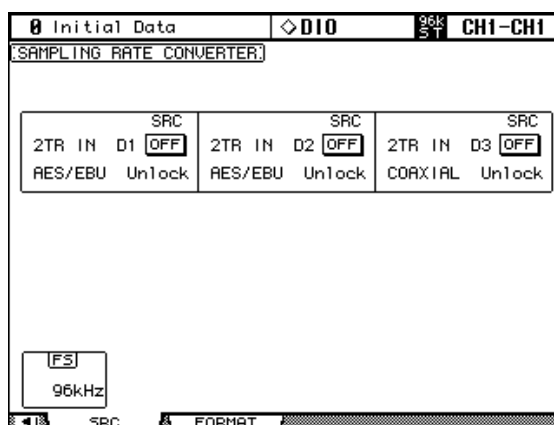 0 Initial Data ◇DIO 96k ST CH1-CH1
SAMPLING RATE CONVERTER
SRC SRC SRC
2TR IN D1 OFF 2TR IN D2 OFF 2TR IN D3 OFF
AES/EBU Unlock AES/EBU Unlock COAXIAL Unlock
FS
96kHz
SRC FORMAT